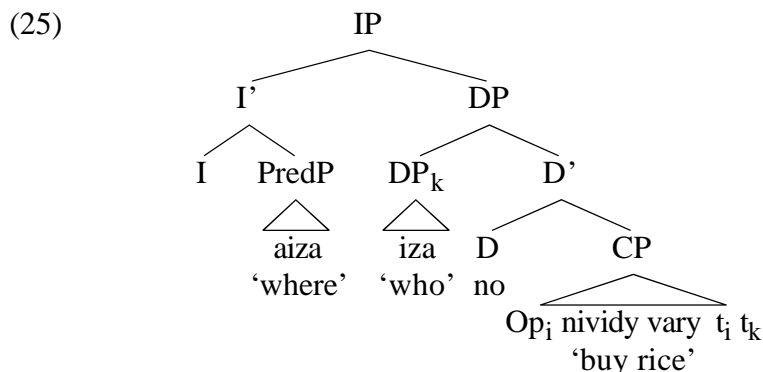 (25) IP
I’ DP
I PredP DPk D’
aiza iza D CP
‘where’ ‘who’ no
Opi nividy vary ti tk
‘buy rice’